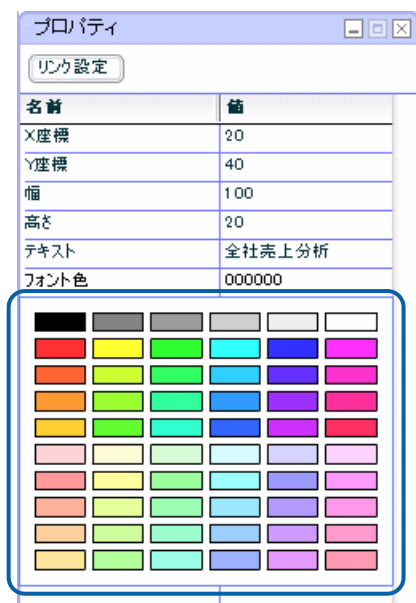 プロパティ
リンク設定
名前 値
X座標 20
Y座標 40
幅 100
高さ 20
テキスト 全社売上分析
フォント色 000000